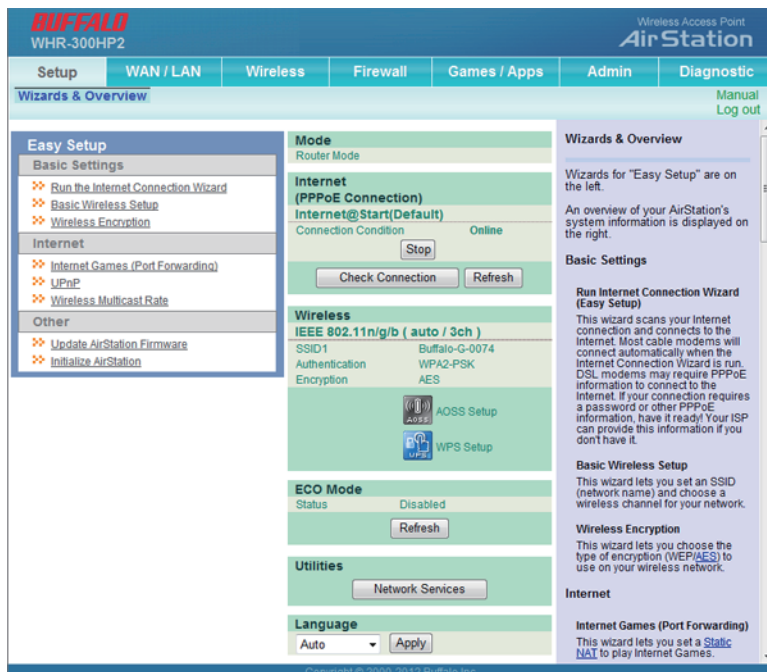 BUFFALO
WHR-300HP2
Wireless Access Point
AirStation
Setup
WAN / LAN
Wireless
Firewall
Games / Apps
Admin
Diagnostic
Wizards & Overview
Manual
Log out
Easy Setup
Basic Settings
Run the Internet Connection Wizard
Basic Wireless Setup
Wireless Encryption
Internet
Internet Games (Port Forwarding)
UPnP
Wireless Multicast Rate
Other
Update AirStation Firmware
Initialize AirStation
Mode
Router Mode
Internet
(PPPoE Connection)
Internet@Start(Default)
Connection Condition Online
Stop
Check Connection Refresh
Wireless
IEEE 802.11n/g/b ( auto / 3ch )
SSID1 Buffalo-G-0074
Authentication WPA2-PSK
Encryption AES
AOSS
AOSS Setup
WPS
WPS Setup
ECO Mode
Status Disabled
Refresh
Utilities
Network Services
Language
Auto Apply
Wizards & Overview
Wizards for "Easy Setup" are on
the left.
An overview of your AirStation's
system information is displayed on
the right.
Basic Settings
Run Internet Connection Wizard
(Easy Setup)
This wizard scans your Internet
connection and connects to the
Internet. Most cable modems will
connect automatically when the
Internet Connection Wizard is run.
DSL modems may require PPPoE
information to connect to the
Internet. If your connection requires
a password or other PPPoE
information, have it ready! Your ISP
can provide this information if you
don't have it.
Basic Wireless Setup
This wizard lets you set an SSID
(network name) and choose a
wireless channel for your network.
Wireless Encryption
This wizard lets you choose the
type of encryption (WEP/AES) to
use on your wireless network.
Internet
Internet Games (Port Forwarding)
This wizard lets you set a Static
NAT to play Internet Games.
Copyright © 2000-2012 Buffalo Inc.